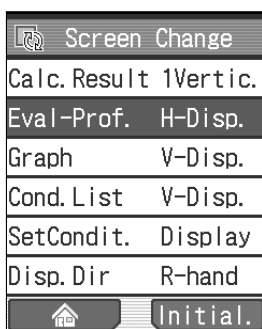 Screen Change
Calc.Result 1Vertic.
Eval-Prof. H-Disp.
Graph V-Disp.
Cond.List V-Disp.
SetCondit. Display
Disp.Dir R-hand
Initial.